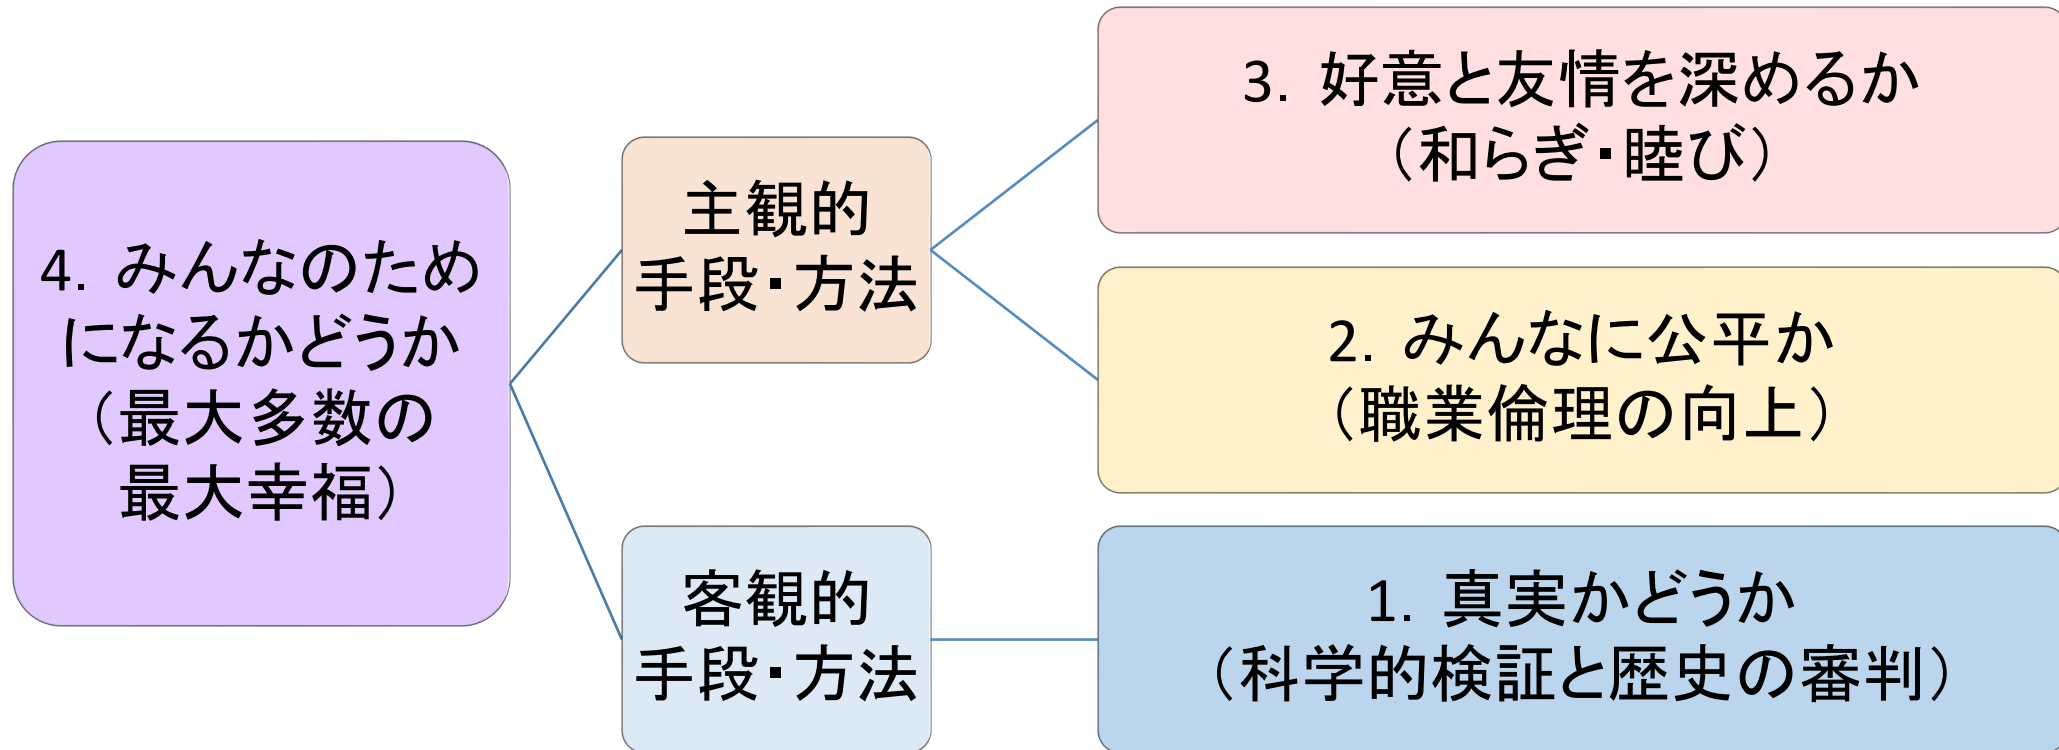 4. みんなのため
になるかどうか
（最大多数の
最大幸福）
主観的
手段・方法
3. 好意と友情を深めるか
（和らぎ・睦び）
2. みんなに公平か
（職業倫理の向上）
客観的
手段・方法
1. 真実かどうか
（科学的検証と歴史の審判）